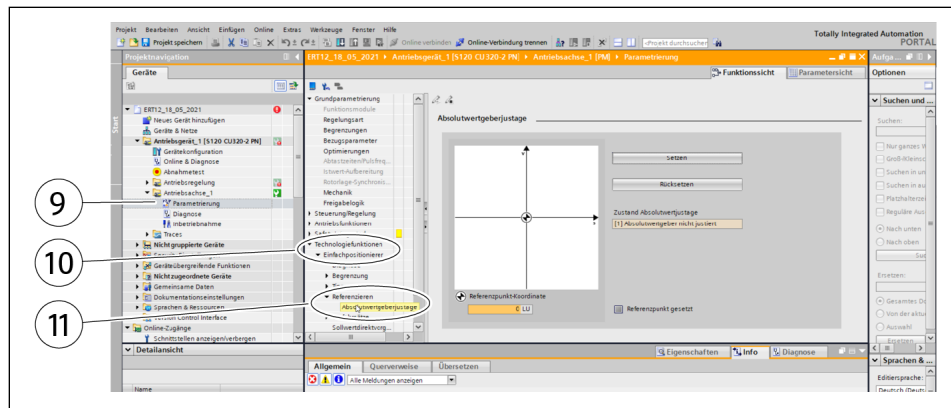 Projekt Bearbeiten Ansicht Einfügen Online Extras Werkzeuge Fenster Hilfe
Totally Integrated Automation
PORTAL
Projekt speichern
Online verbinden
Online-Verbindung trennen
<Projekt durchsuchen
Projektnavigation
ERT12_18_05_2021 Antriebsgerät_1 [S120 CU320-2 PN] Antriebsachse_1 [PM] Parametrierung
Aufga...
Geräte
Funktionssicht
Parametersicht
Optionen
Start
ERT12_18_05_2021
Neues Gerät hinzufügen
Geräte & Netze
Antriebsgerät_1 [S120 CU320-2 PN]
Gerätekonfiguration
Online & Diagnose
Abnahmetest
Antriebsregelung
Antriebsachse_1
Parametrierung
Diagnose
Inbetriebnahme
Traces
Nicht gruppierte Geräte
Geräteübergreifende Funktionen
Nicht zugeordnete Geräte
Gemeinsame Daten
Dokumentationseinstellungen
Sprachen & Ressourcen
Version Control Interface
Online-Zugänge
Schnittstellen anzeigen/verbergen
Detailansicht
Name
Grundparametrierung
Funktionsmodule
Regelungsart
Begrenzungen
Bezugsparameter
Optimierungen
Abtastzeiten/Pulsfreq...
Istwert-Aufbereitung
Rotorlage-Synchronis...
Mechanik
Freigabelogik
Steuerung/Regelung
Antriebsfunktionen
Technologiefunktionen
Einfachpositionierer
Diagnose
Begrenzung
Referenzieren
Absolutwertgeberjustage
Sollwertdirektvorg...
Absolutwertgeberjustage
Setzen
Rücksetzen
Zustand Absolutwertjustage
[1] Absolutwertgeber nicht justiert
Referenzpunkt-Koordinate
0 LU
Referenzpunkt gesetzt
Suchen und ...
Suchen:
Nur ganzes W
Groß-/Kleinsc
Suchen in un
Suchen in au
Platzhalterze
Reguläre Aus
Nach unten
Nach oben
Su
Ersetzen:
Gesamtes Do
Von der aktu
Auswahl
Ersetzen
Sprachen & ...
Editiersprache:
Deutsch (Deuts
Eigenschaften
Info
Diagnose
Allgemein
Querverweise
Übersetzen
Alle Meldungen anzeigen
9
10
11